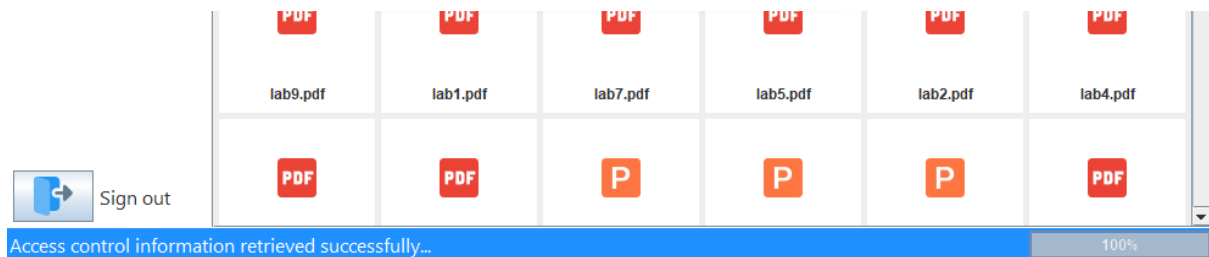 PDF PDF PDF PDF PDF PDF
lab9.pdf lab1.pdf lab7.pdf lab5.pdf lab2.pdf lab4.pdf
PDF PDF P P P PDF
Sign out
Access control information retrieved successfully... 100%